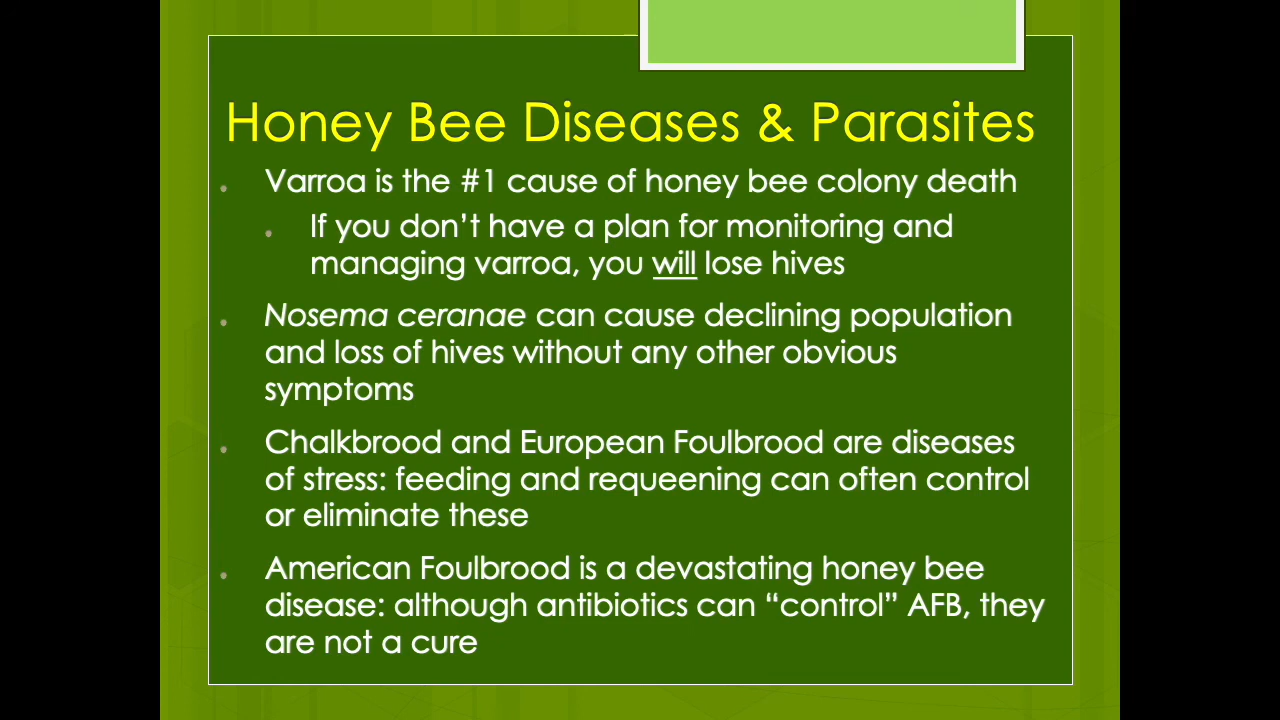 Honey Bee Diseases & Parasites
Varroa is the #1 cause of honey bee colony death
If you don’t have a plan for monitoring and
managing varroa, you will lose hives
Nosema ceranae can cause declining population
and loss of hives without any other obvious
symptoms
Chalkbrood and European Foulbrood are diseases
of stress: feeding and requeening can often control
or eliminate these
American Foulbrood is a devastating honey bee
disease: although antibiotics can “control” AFB, they
are not a cure